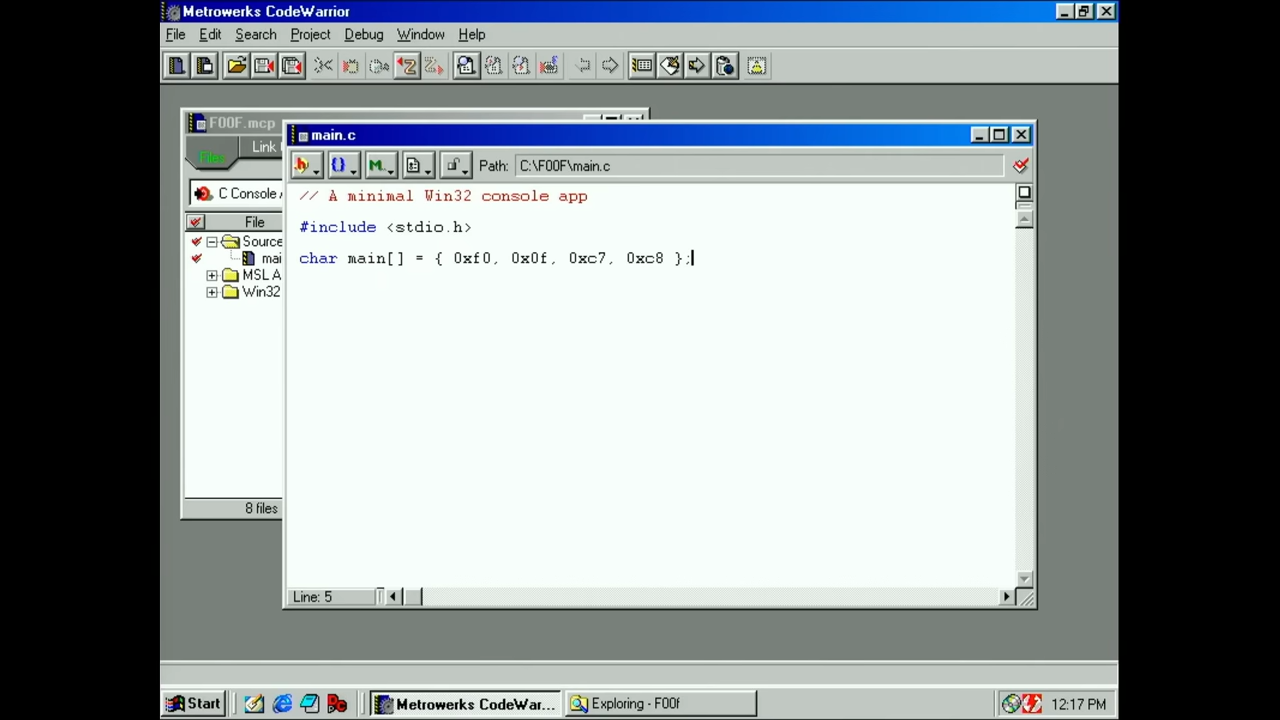 Metrowerks CodeWarrior
File Edit Search Project Debug Window Help
F00F.mcp
Files Link
C Console
File
Source
mai
MSL A
Win32
8 files
main.c
Path: C:\F00F\main.c
// A minimal Win32 console app
#include <stdio.h>
char main[] = { 0xf0, 0x0f, 0xc7, 0xc8 };
Line: 5
Start Metrowerks CodeWar... Exploring - F00f 12:17 PM